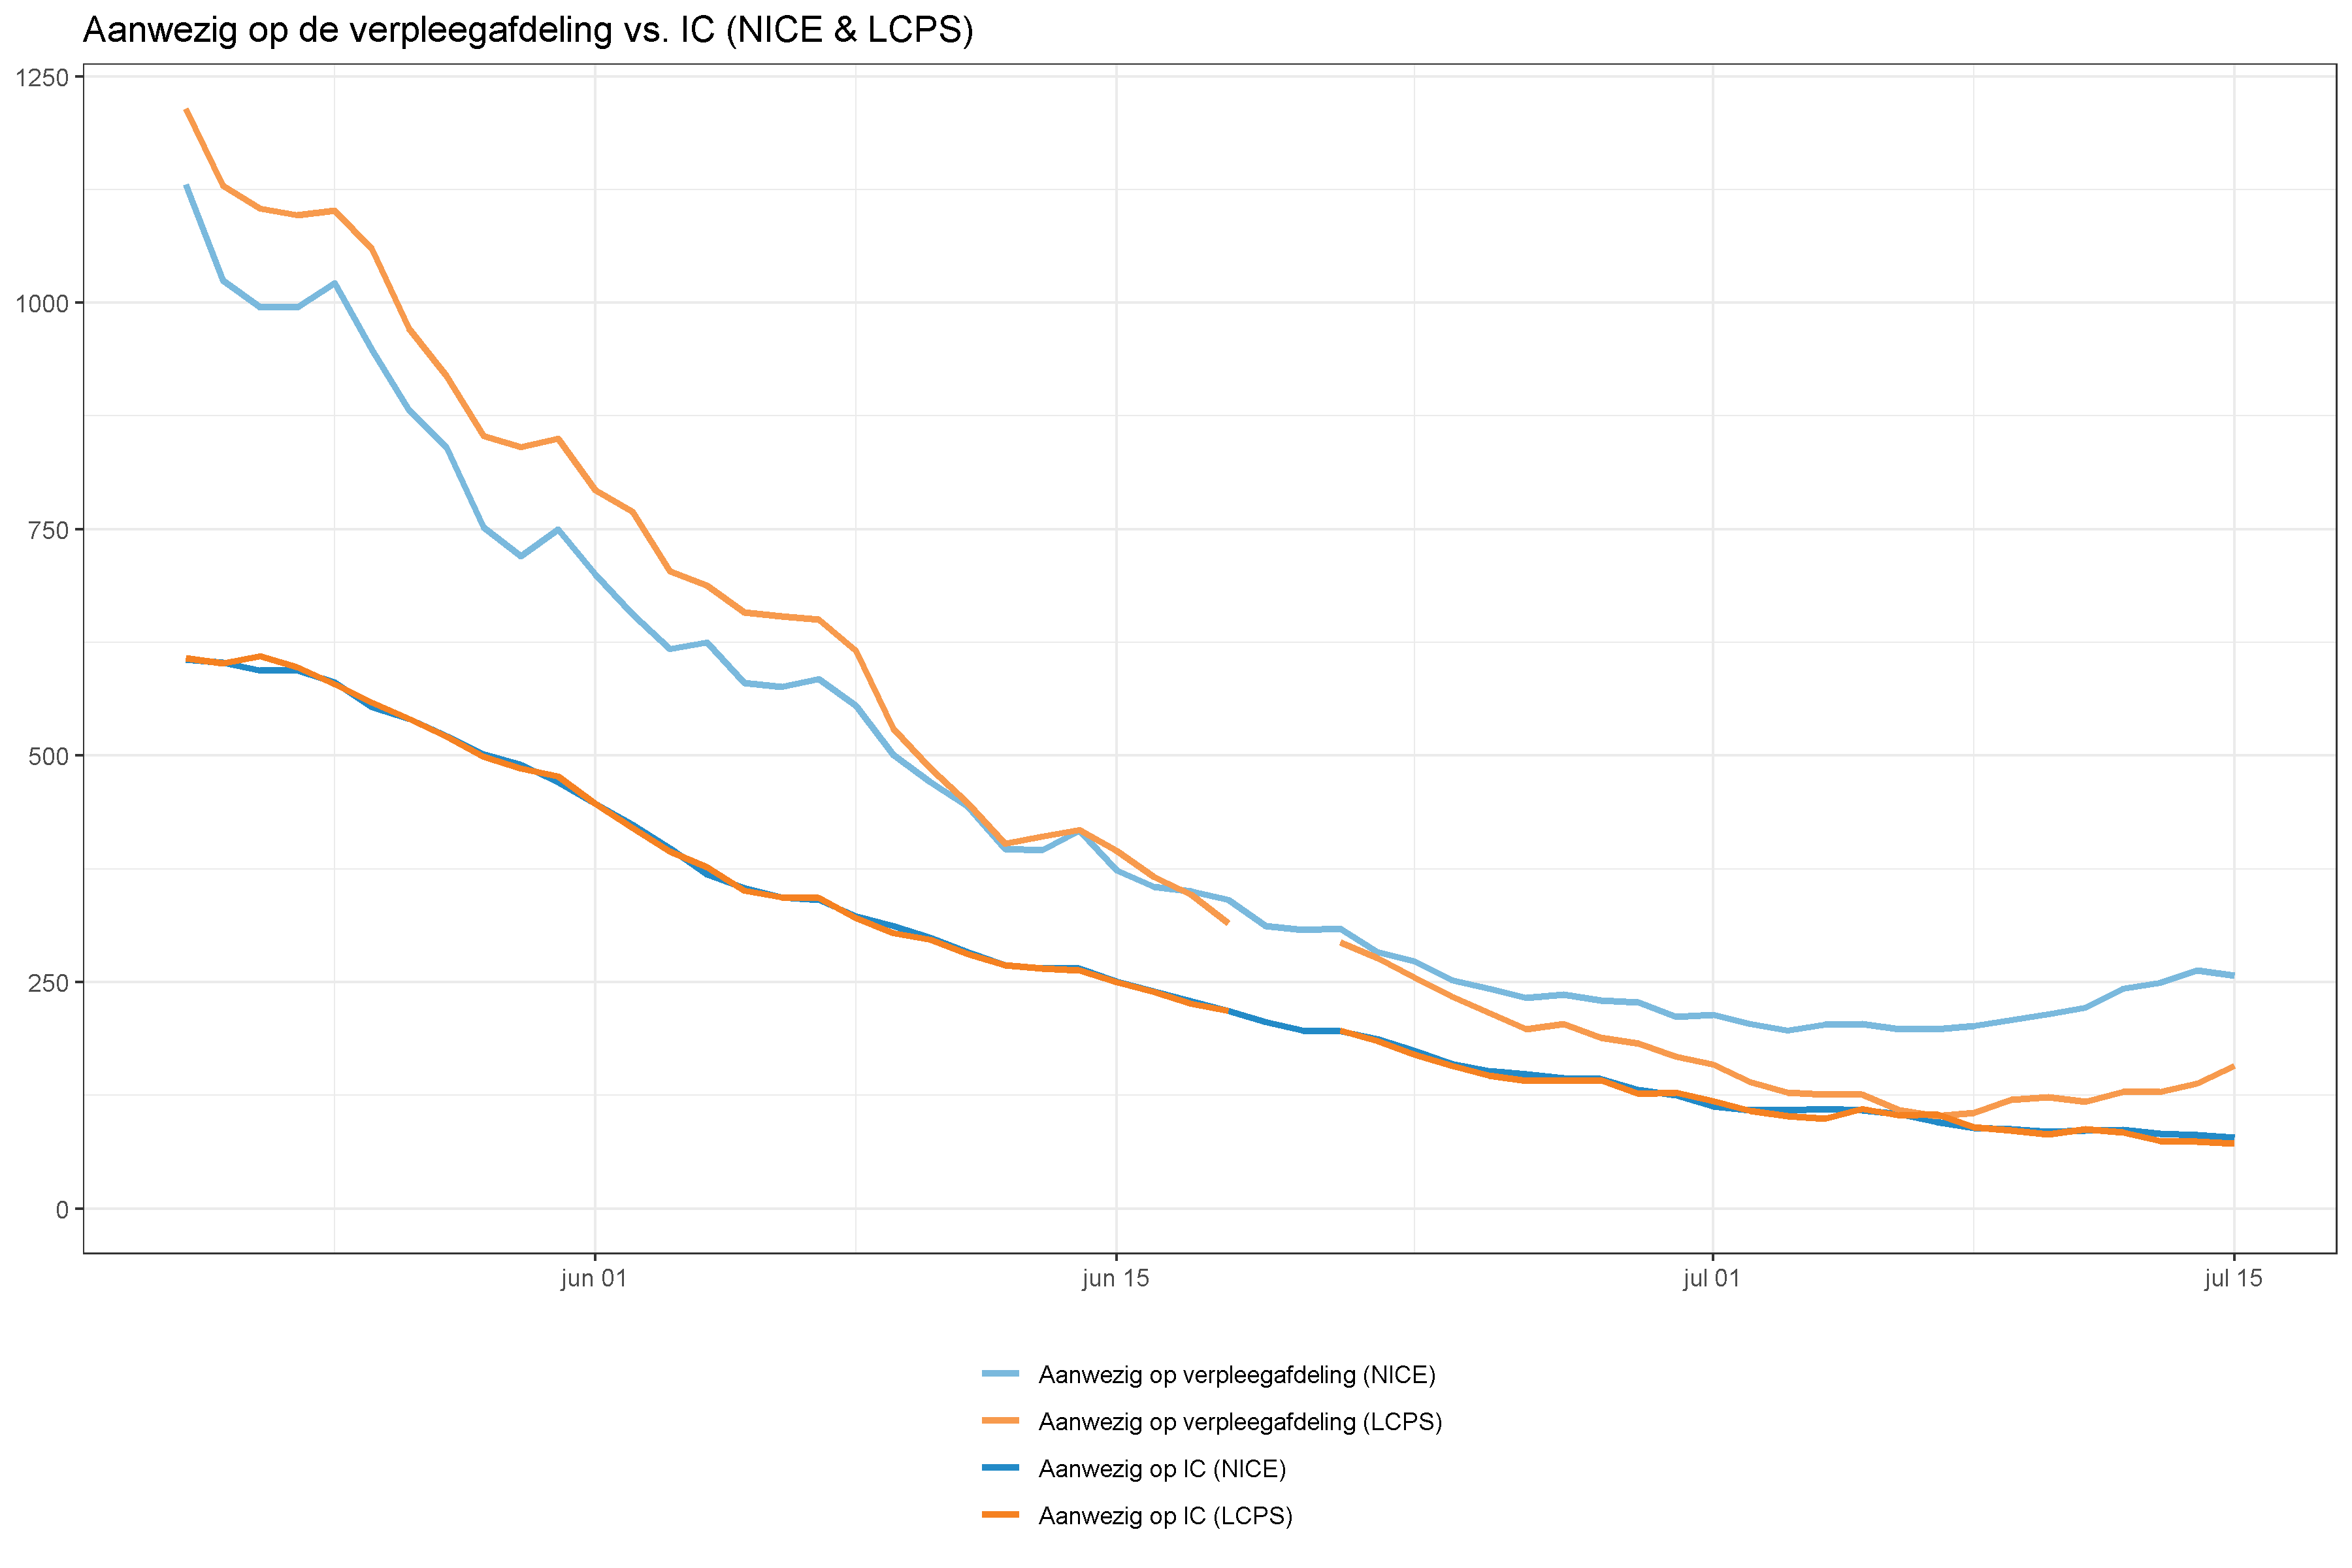 Aanwezig op de verpleegafdeling vs. IC (NICE & LCPS)
1250
1000
750
500
250
0
jun 01
jun 15
jul 01
jul 15
Aanwezig op verpleegafdeling (NICE)
Aanwezig op verpleegafdeling (LCPS)
Aanwezig op IC (NICE)
Aanwezig op IC (LCPS)